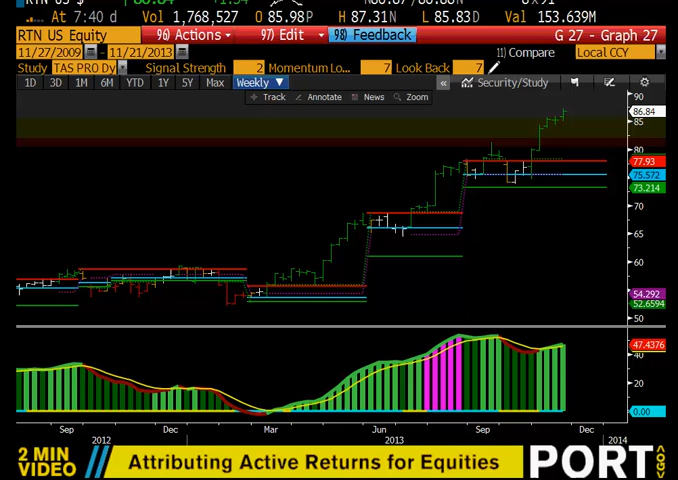 At 7:40 d Vol 1,768,527 O 85.98P H 87.31N L 85.83D Val 153.639M
RTN US Equity 96) Actions 97) Edit 98) Feedback G 27 - Graph 27
11/27/2009 11/21/2013 11) Compare Local CCY
Study TAS PRO Dy Signal Strength 2 Momentum Lo... 7 Look Back 7
1D 3D 1M 6M YTD 1Y 5Y Max Weekly ▼ « Security/Study
Track Annotate News Zoom
90
86.84
85
80
77.93
75.572
73.214
70
65
60
54.292
52.6594
50
47.4376
40
20
0.00
Sep Dec Mar Jun Sep Dec
2012 2013 2014
2 MIN
VIDEO
Attributing Active Returns for Equities
PORT <GO>